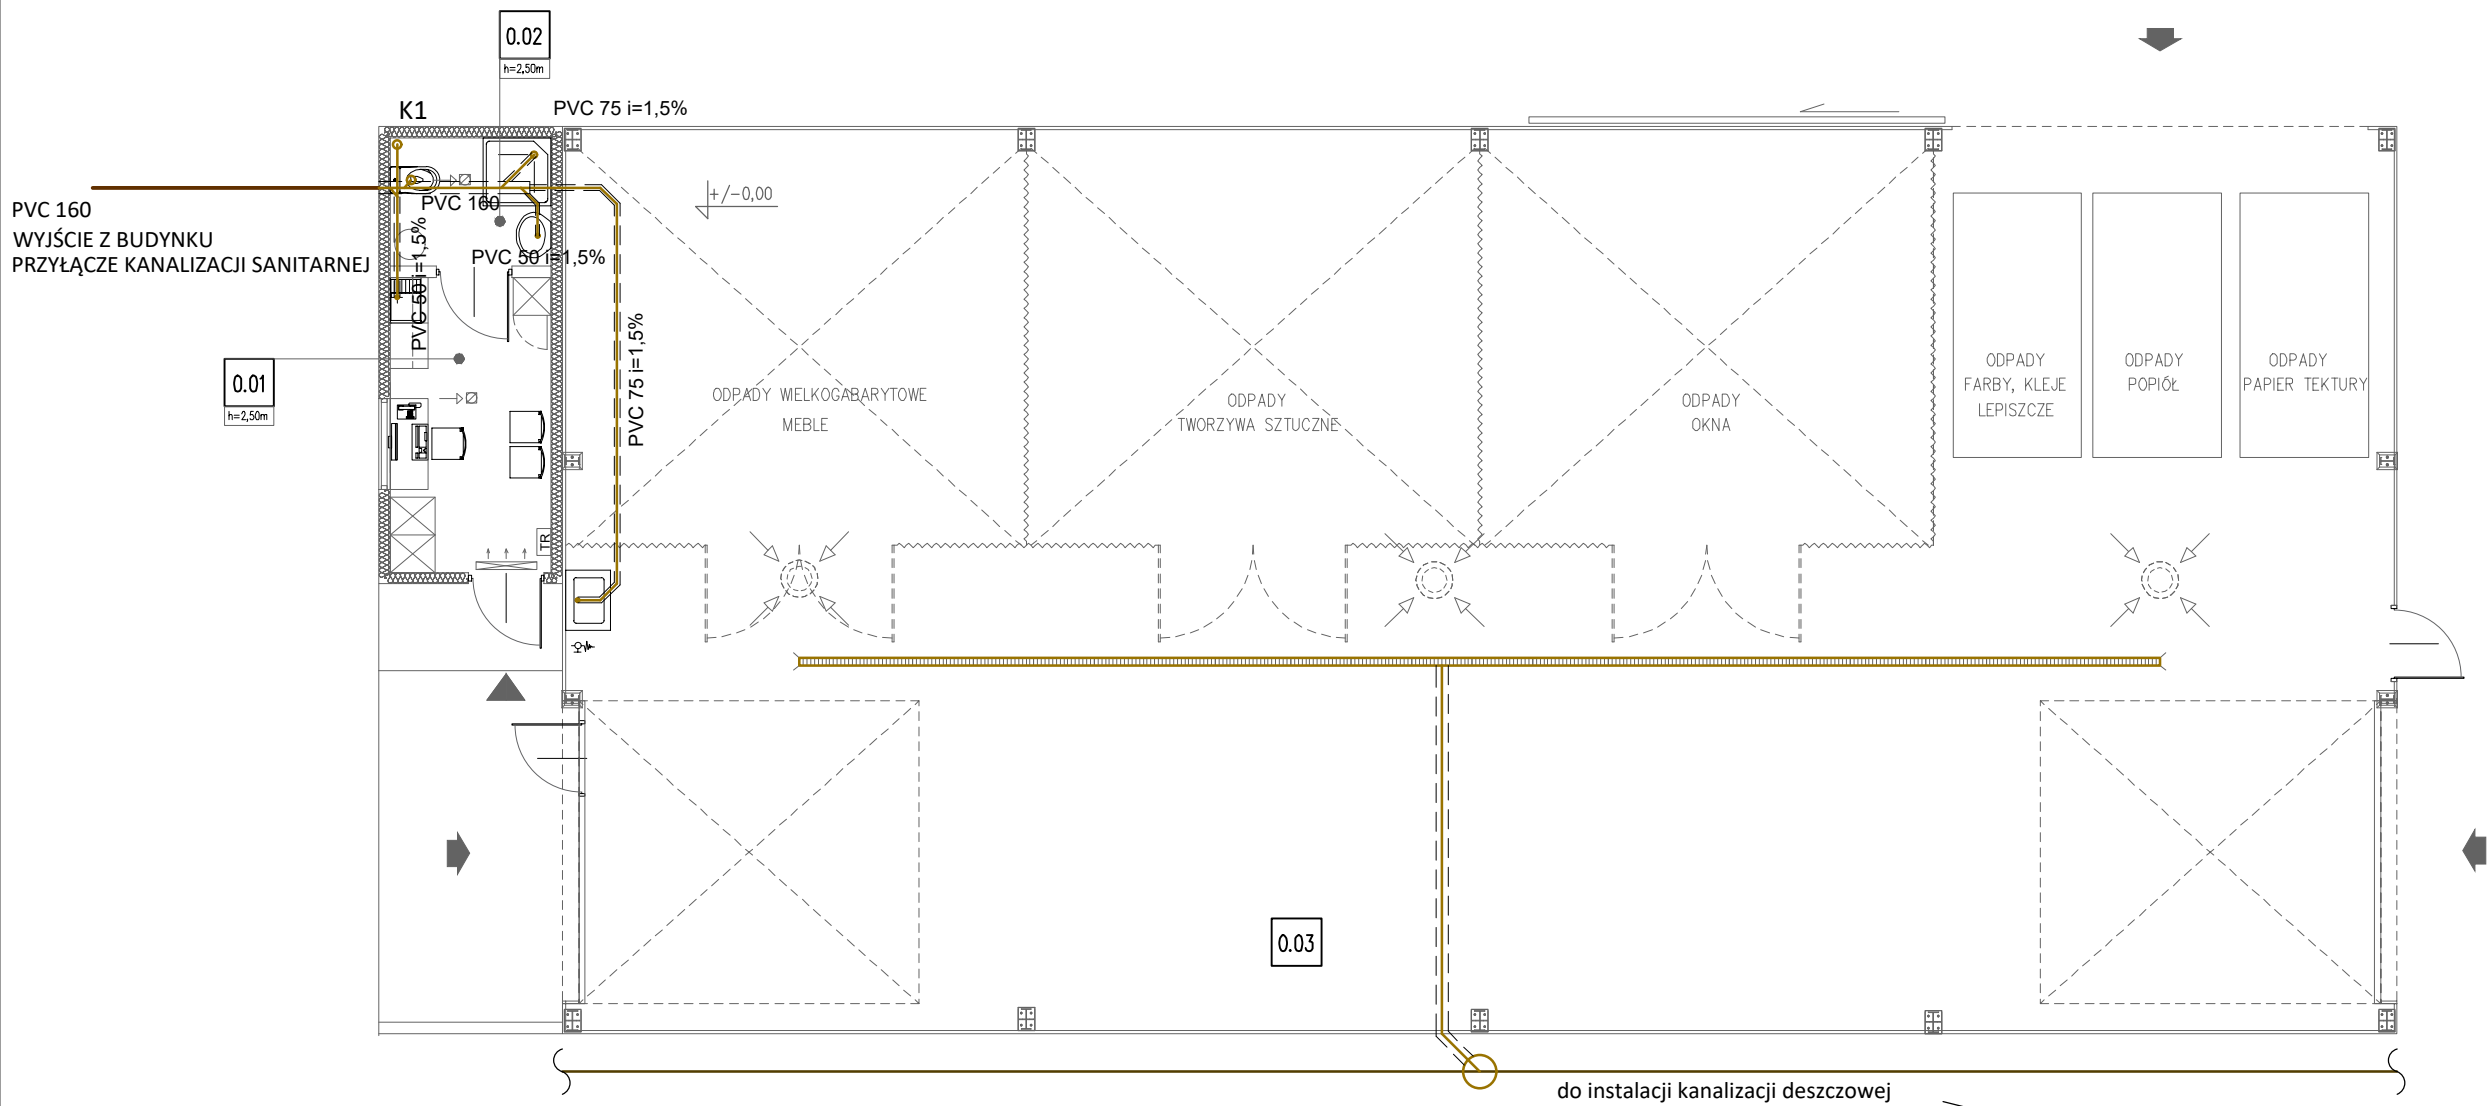 0.02
h=2,50m
K1
PVC 75 i=1,5%
PVC 160
WYJŚCIE Z BUDYNKU
PRZYŁĄCZE KANALIZACJI SANITARNEJ
PVC 160
PVC 50 i=1,5%
PVC 50 i=1,5%
+/-0,00
0.01
h=2,50m
PVC 75 i=1,5%
ODPADY WIELKOGABARYTOWE
MEBLE
ODPADY
TWORZYWA SZTUCZNE
ODPADY
OKNA
ODPADY
FARBY, KLEJE
LEPISZCZE
ODPADY
POPIÓŁ
ODPADY
PAPIER TEKTURY
TR
0.03
do instalacji kanalizacji deszczowej